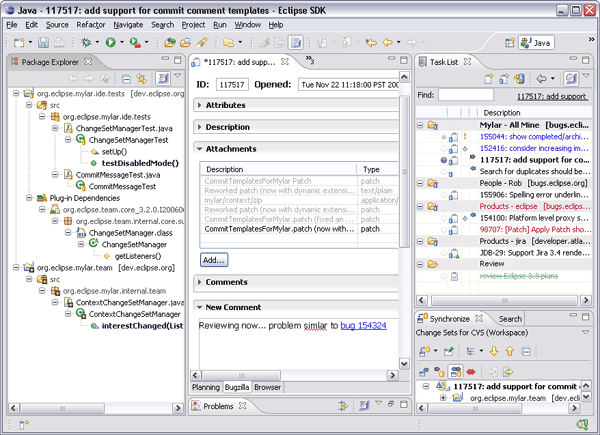 Java - 117517: add support for commit comment templates - Eclipse SDK
File Edit Source Refactor Navigate Search Project Run Window Help
Java
Package Explorer
org.eclipse.mylar.ide.tests [dev.eclipse.org]
src
org.eclipse.mylar.ide.tests
ChangeSetManagerTest.java
ChangeSetManagerTest
setUp()
testDisabledMode()
CommitMessageTest.java
CommitMessageTest
Plug-in Dependencies
org.eclipse.team.core_3.2.0.I200606
org.eclipse.team.internal.core.su
ChangeSetManager.class
ChangeSetManager
getListeners()
org.eclipse.mylar.team [dev.eclipse.org]
src
org.eclipse.mylar.internal.team
ContextChangeSetManager.java
ContextChangeSetManager
interestChanged(List
*117517: add support...
3
ID: 117517 Opened: Tue Nov 22 11:18:00 PST 200
Attributes
Description
Attachments
Description Type
CommitTemplatesForMylar Patch patch
Reworked patch (now with dynamic extensi... text/plain
mylar/context/zip application/
Reworked patch (now with dynamic extensi... patch
CommitTemplatesForMylar.patch (fixed an ... patch
CommitTemplatesForMylar.patch (now with... patch
Add...
Comments
New Comment
Reviewing now... problem simlar to bug 154324
Planning Bugzilla Browser
Problems
Task List
Find: 117517: add support
Description
Mylar - All Mine [bugs.ecli
155044: show completed/archi
152416: consider increasing im
117517: add support for co
Search for duplicates should be
People - Rob [bugs.eclipse.org]
105955: Spelling error underlin
Products - eclipse [bugs.eclips
154100: Platform level proxy s
98707: [Patch] Apply Patch sho
Products - jira [developer.atla
JDB-29: Support Jira 3.4 rende
Review
review Eclipse 3.3 plans
Synchronize Search
Change Sets for CVS (Workspace)
117517: add support for commit c
org.eclipse.mylar.team [dev.ecli